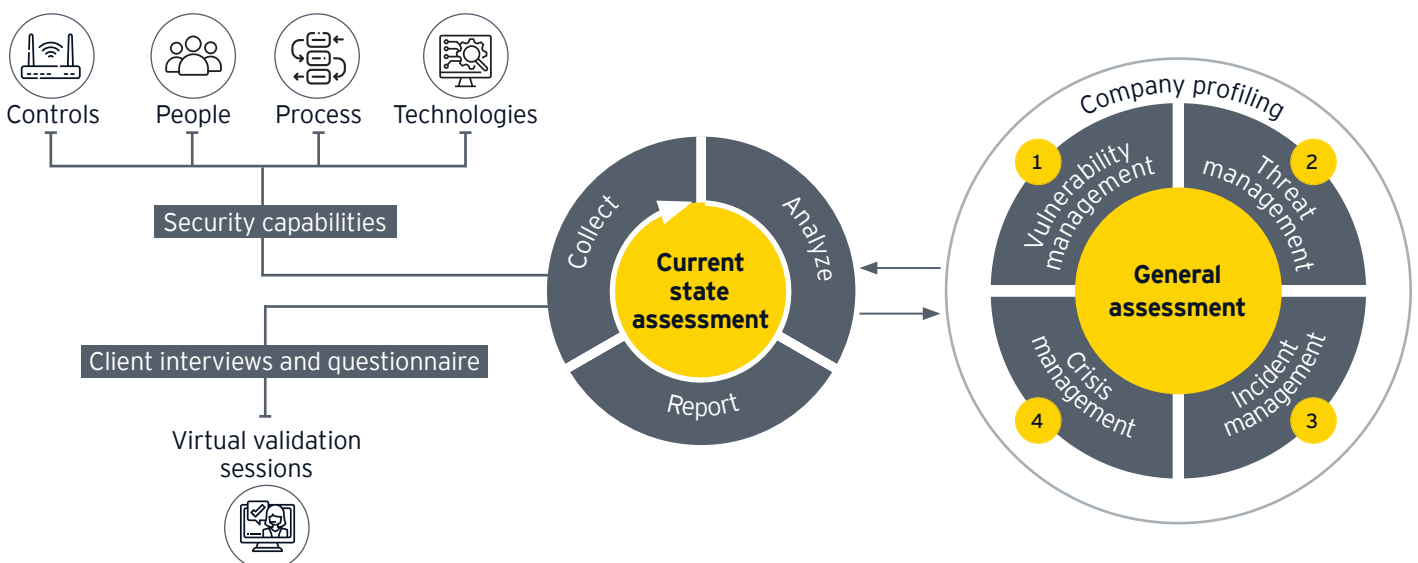 Controls
People
Process
Technologies
Security capabilities
Client interviews and questionnaire
Virtual validation
sessions
Collect
Analyze
Report
Current
state
assessment
Company profiling
1
Vulnerability
management
2
Threat
management
3
Incident
management
4
Crisis
management
General
assessment